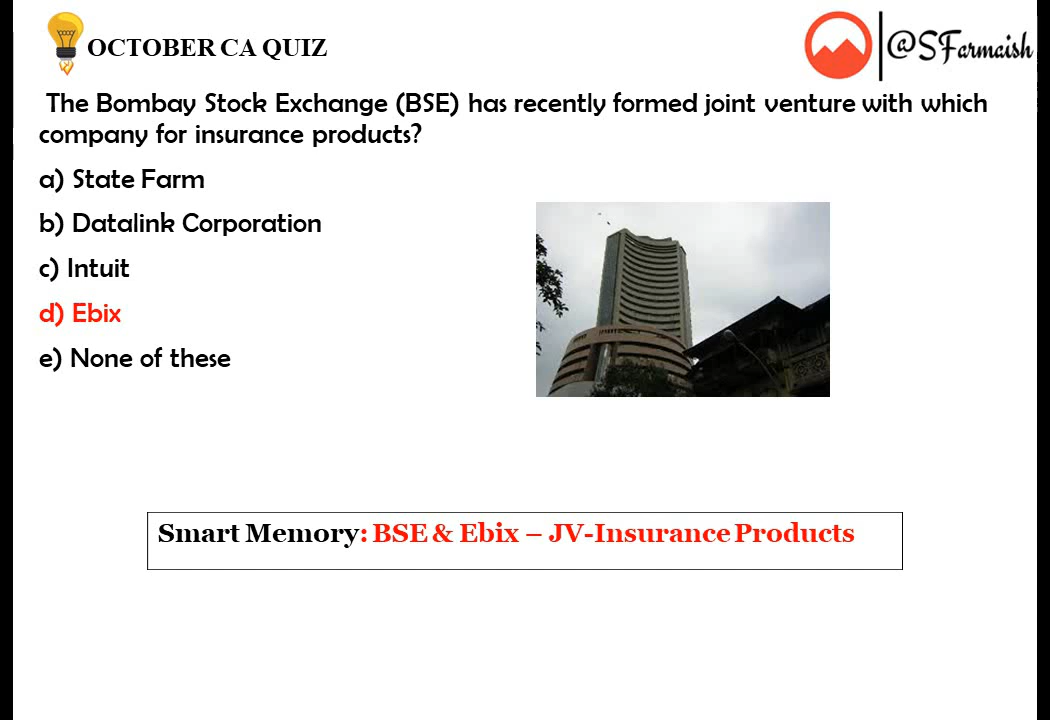 OCTOBER CA QUIZ
@SFarmaish
The Bombay Stock Exchange (BSE) has recently formed joint venture with which
company for insurance products?
a) State Farm
b) Datalink Corporation
c) Intuit
d) Ebix
e) None of these
Smart Memory: BSE & Ebix – JV-Insurance Products